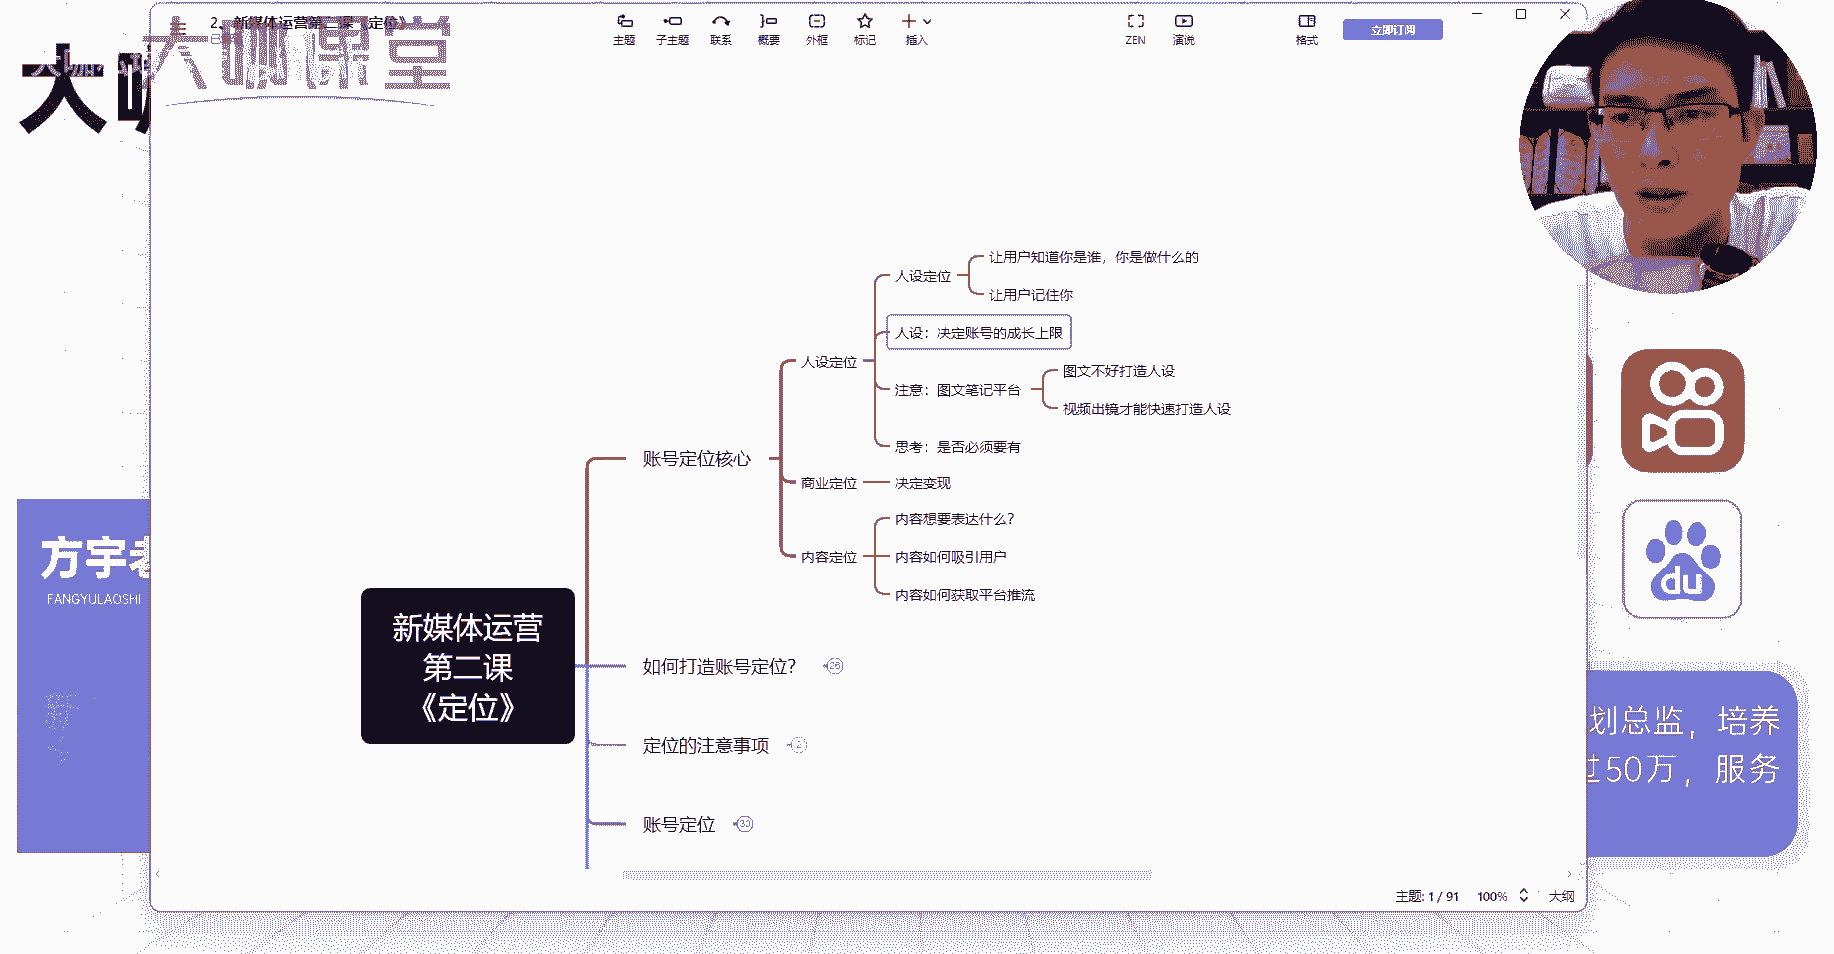 2、新媒体运营第二课《定位》
主题
子主题
联系
概要
外框
标记
插入
ZEN
演说
格式
立即订阅
大咖课堂
人设定位
让用户知道你是谁，你是做什么的
让用户记住你
人设：决定账号的成长上限
人设定位
注意：图文笔记平台
图文不好打造人设
视频出镜才能快速打造人设
思考：是否必须要有
账号定位核心
商业定位
决定变现
内容定位
内容想要表达什么？
内容如何吸引用户
内容如何获取平台推流
新媒体运营
第二课
《定位》
如何打造账号定位？
26
定位的注意事项
2
账号定位
33
方宇老
FANGYULAOSHI
du
划总监，培养
过50万，服务
主题: 1 / 91
100%
大纲